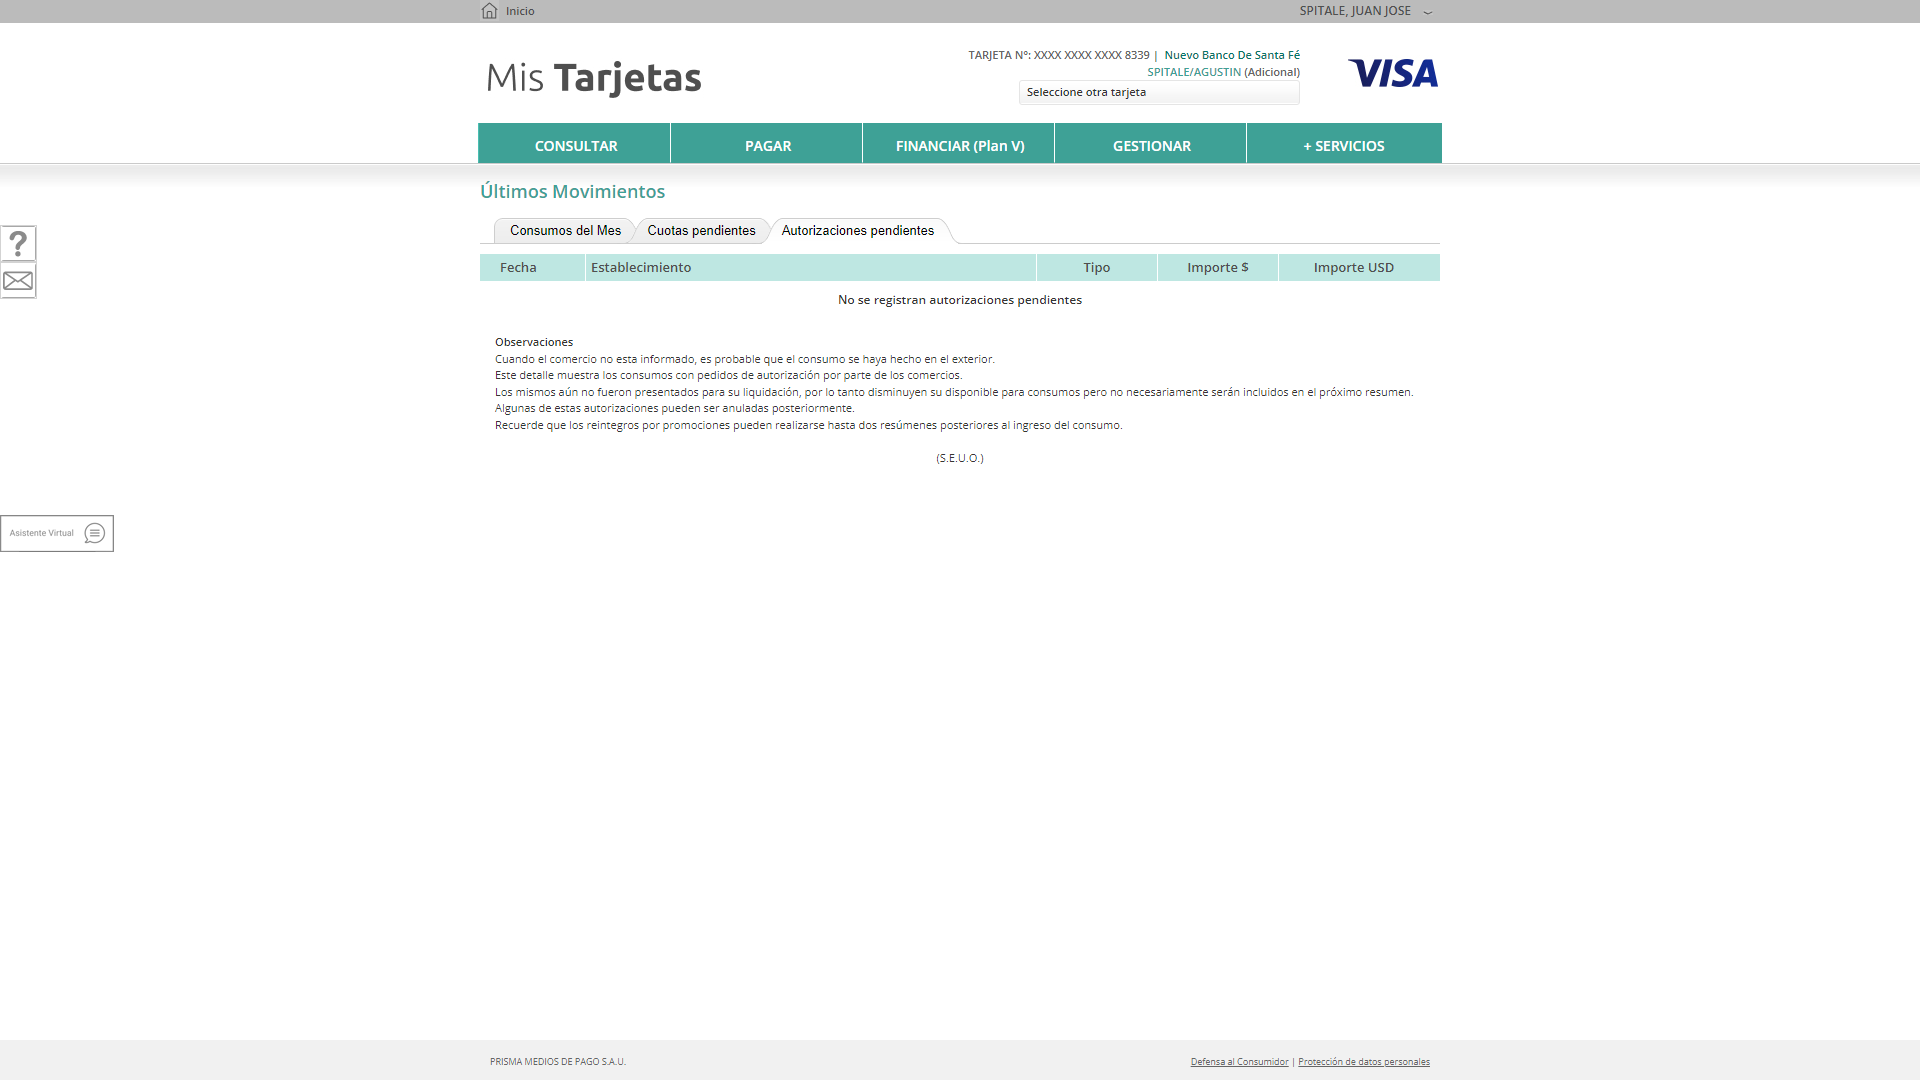 Inicio
SPITALE, JUAN JOSE
Mis Tarjetas
TARJETA Nº: XXXX XXXX XXXX 8339 | Nuevo Banco De Santa Fé
SPITALE/AGUSTIN (Adicional)
Seleccione otra tarjeta
VISA
CONSULTAR
PAGAR
FINANCIAR (Plan V)
GESTIONAR
+ SERVICIOS
Últimos Movimientos
Consumos del Mes
Cuotas pendientes
Autorizaciones pendientes
?
Fecha
Establecimiento
Tipo
Importe $
Importe USD
No se registran autorizaciones pendientes
Observaciones
Cuando el comercio no esta informado, es probable que el consumo se haya hecho en el exterior.
Este detalle muestra los consumos con pedidos de autorización por parte de los comercios.
Los mismos aún no fueron presentados para su liquidación, por lo tanto disminuyen su disponible para consumos pero no necesariamente serán incluidos en el próximo resumen.
Algunas de estas autorizaciones pueden ser anuladas posteriormente.
Recuerde que los reintegros por promociones pueden realizarse hasta dos resúmenes posteriores al ingreso del consumo.
(S.E.U.O.)
Asistente Virtual
PRISMA MEDIOS DE PAGO S.A.U.
Defensa al Consumidor | Protección de datos personales